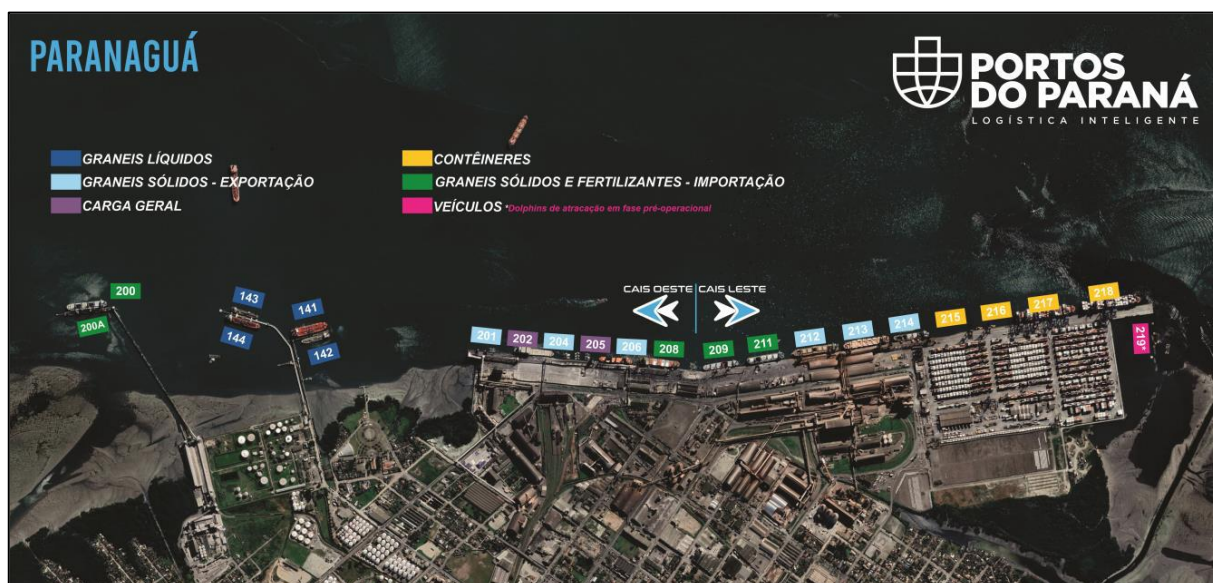 PARANAGUÁ
PORTOS
DO PARANÁ
LOGÍSTICA INTELIGENTE
GRANEIS LÍQUIDOS
GRANEIS SÓLIDOS - EXPORTAÇÃO
CARGA GERAL
CONTÊINERES
GRANEIS SÓLIDOS E FERTILIZANTES - IMPORTAÇÃO
VEÍCULOS *Dolphins de atracação em fase pré-operacional
CAIS OESTE CAIS LESTE
200
200A
143
144
141
142
201
202
204
205
206
208
209
211
212
213
214
215
216
217
218
219*